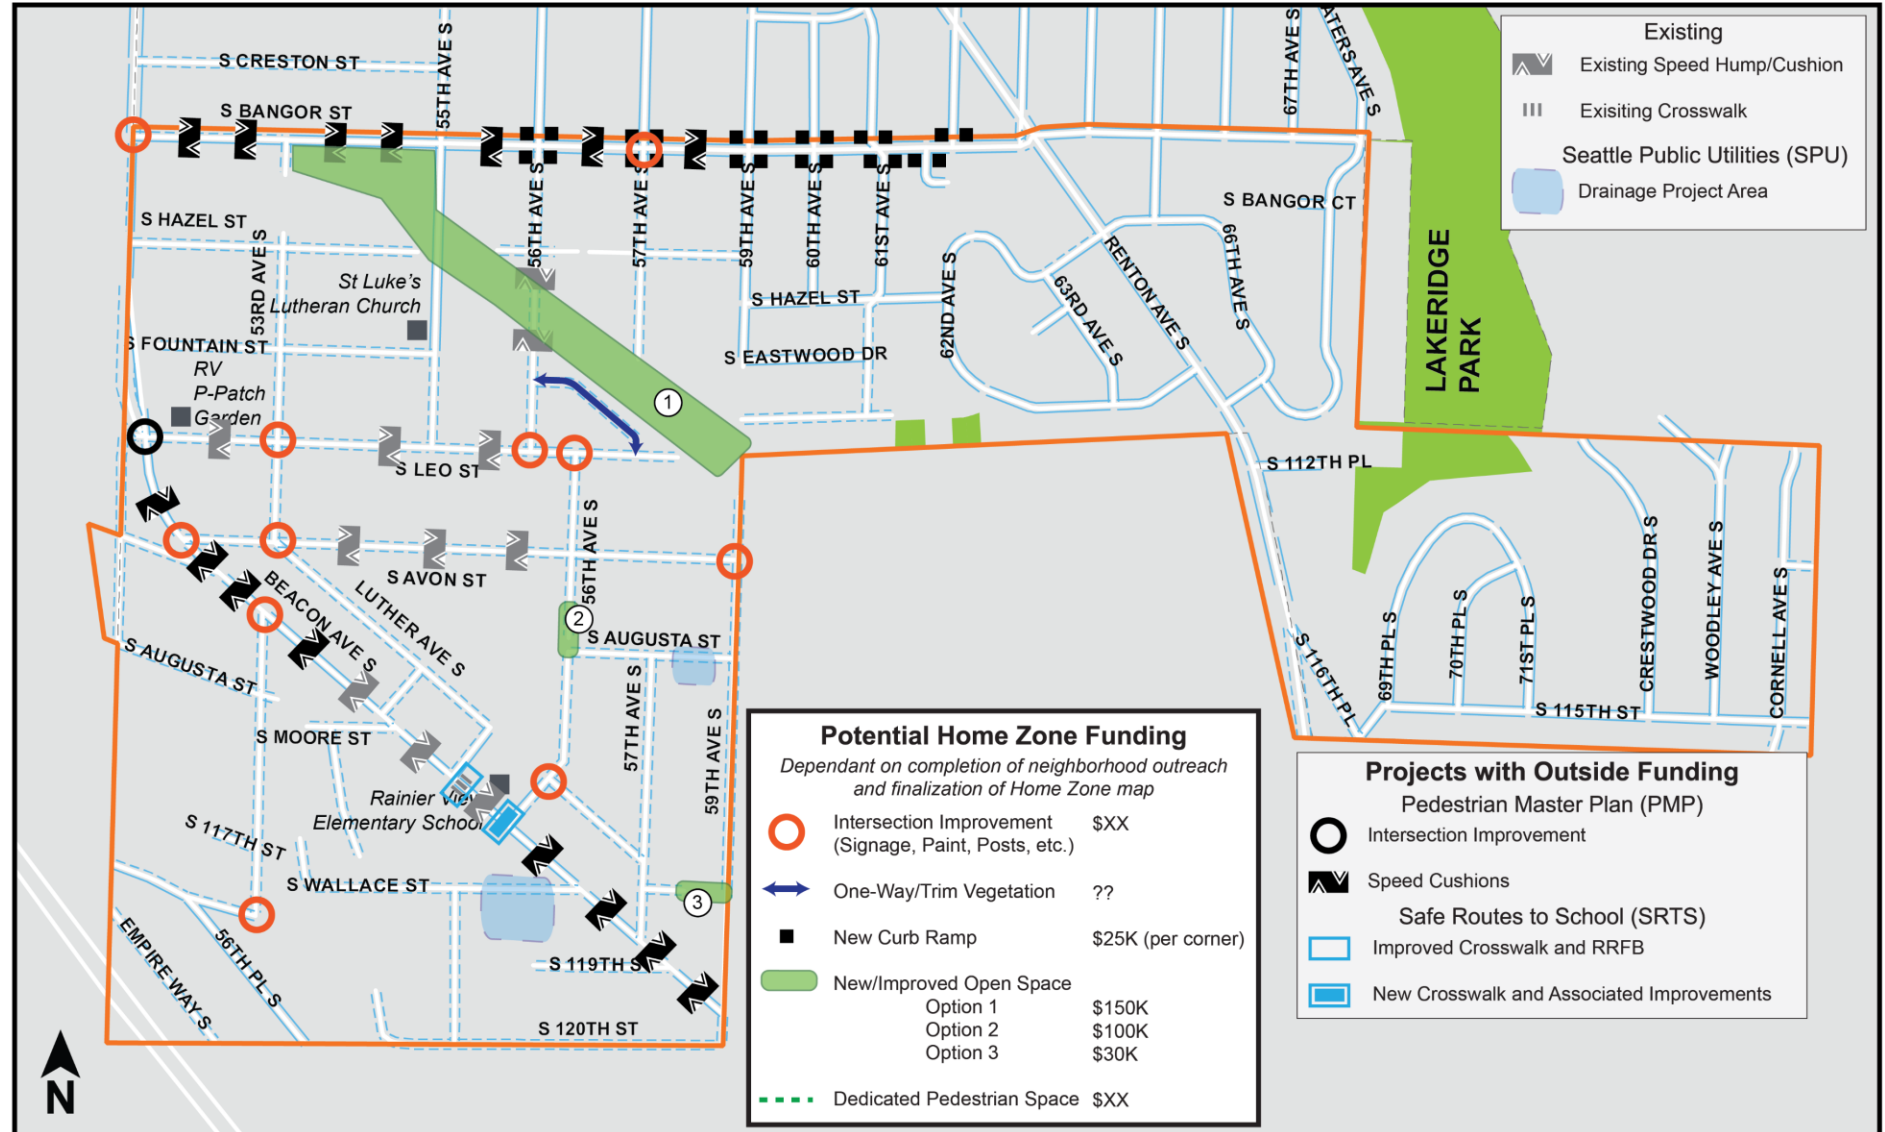 S CRESTON ST
S BANGOR ST
55TH AVE S
67TH AVE S
ATERS AVE S
S HAZEL ST
53RD AVE S
56TH AVE S
57TH AVE S
59TH AVE S
60TH AVE S
61ST AVE S
S BANGOR CT
66TH AVE S
RENTON AVE S
63RD AVE S
62ND AVE S
S HAZEL ST
S EASTWOOD DR
St Luke's
Lutheran Church
S FOUNTAIN ST
RV
P-Patch
Garden
1
S LEO ST
LAKERIDGE
PARK
S 112TH PL
S AVON ST
56TH AVE S
BEACON AVE S
LUTHER AVE S
2
S AUGUSTA ST
S AUGUSTA ST
57TH AVE S
59TH AVE S
S MOORE ST
Rainier View
Elementary School
S 117TH ST
S WALLACE ST
3
56TH PL S
EMPIRE WAY S
S 119TH S
S 120TH ST
N
S 116TH PL
69TH PL S
70TH PL S
71ST PL S
CRESTWOOD DR S
WOODLEY AVE S
CORNELL AVE S
S 115TH ST
Existing
Existing Speed Hump/Cushion
Exisiting Crosswalk
Seattle Public Utilities (SPU)
Drainage Project Area
Potential Home Zone Funding
Dependant on completion of neighborhood outreach
and finalization of Home Zone map
Intersection Improvement $XX
(Signage, Paint, Posts, etc.)
One-Way/Trim Vegetation ??
New Curb Ramp $25K (per corner)
New/Improved Open Space
Option 1 $150K
Option 2 $100K
Option 3 $30K
Dedicated Pedestrian Space $XX
Projects with Outside Funding
Pedestrian Master Plan (PMP)
Intersection Improvement
Speed Cushions
Safe Routes to School (SRTS)
Improved Crosswalk and RRFB
New Crosswalk and Associated Improvements